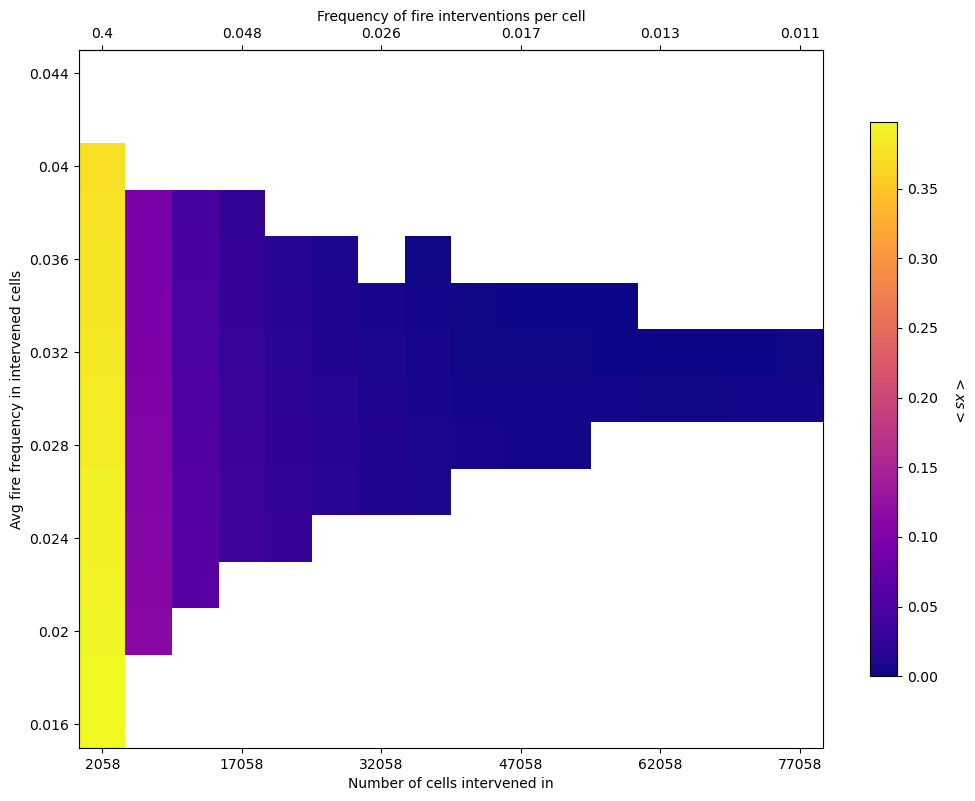 Frequency of fire interventions per cell
0.4 0.048 0.026 0.017 0.013 0.011
0.044
0.04
0.036
0.032
0.028
0.024
0.02
0.016
Avg fire frequency in intervened cells
2058 17058 32058 47058 62058 77058
Number of cells intervened in
0.35
0.30
0.25
0.20
0.15
0.10
0.05
0.00
< sx >